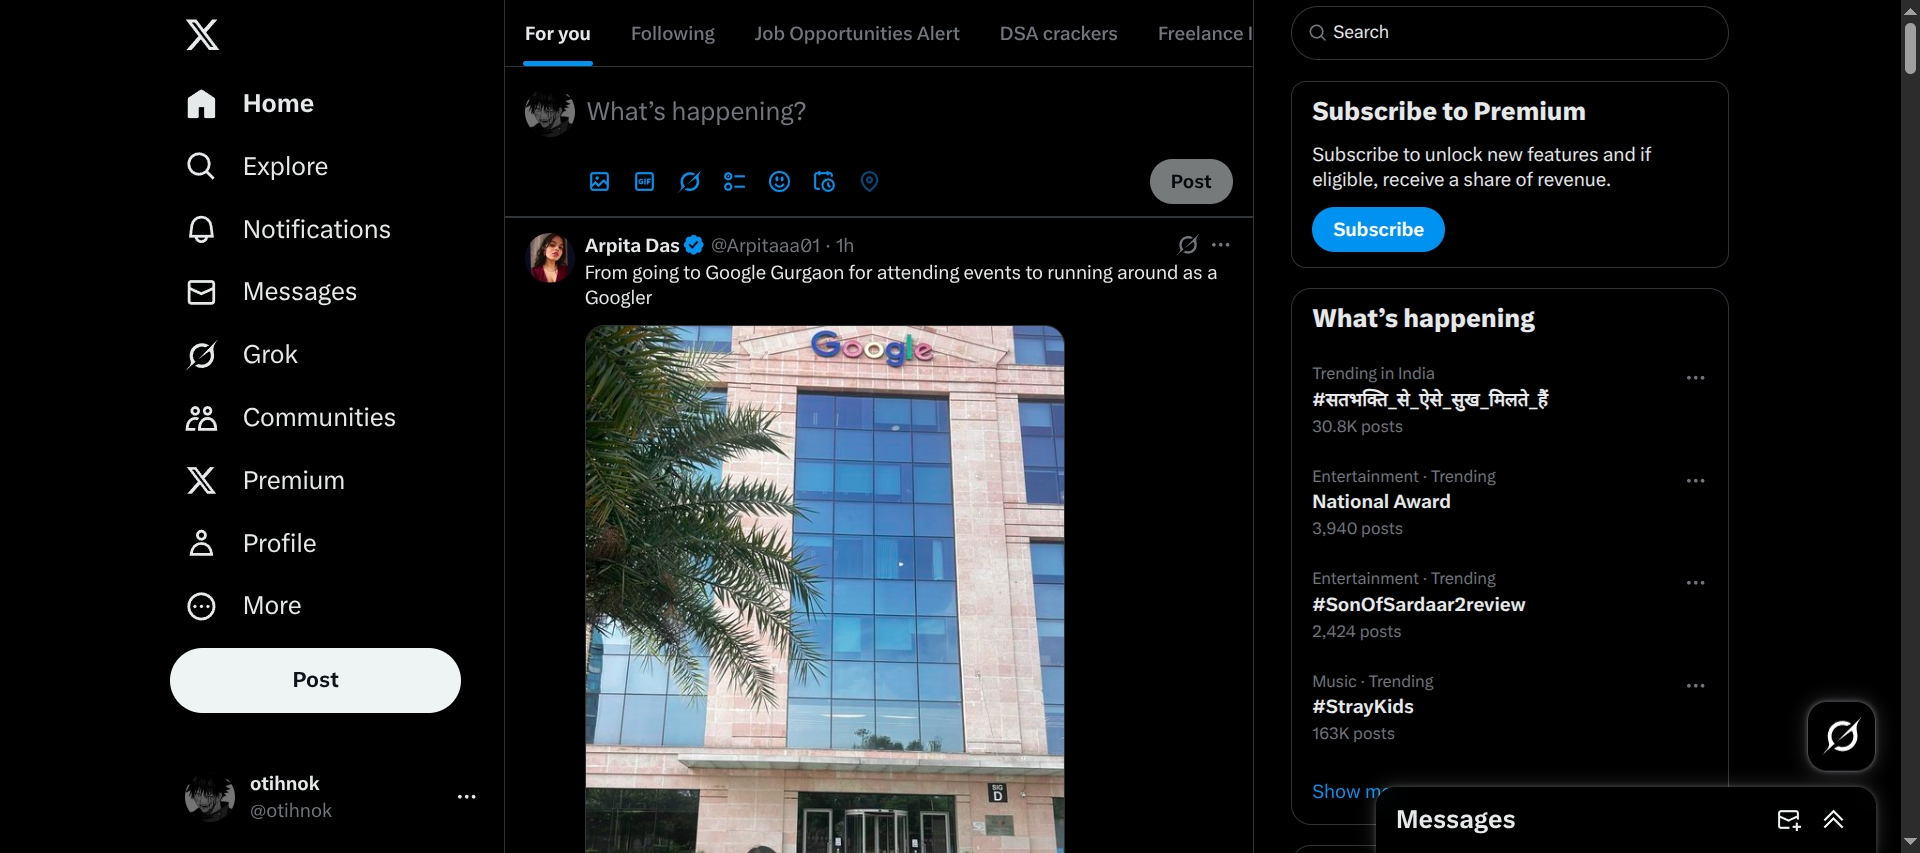 Home
Explore
Notifications
Messages
Grok
Communities
Premium
Profile
More
Post
otihnok
@otihnok
For you Following Job Opportunities Alert DSA crackers Freelance
What’s happening?
GIF
Post
Arpita Das @Arpitaaa01 · 1h
From going to Google Gurgaon for attending events to running around as a
Googler
Google
SIG
D
Search
Subscribe to Premium
Subscribe to unlock new features and if
eligible, receive a share of revenue.
Subscribe
What’s happening
Trending in India
#सतभक्ति_से_ऐसे_सुख_मिलते_हैं
30.8K posts
Entertainment · Trending
National Award
3,940 posts
Entertainment · Trending
#SonOfSardaar2review
2,424 posts
Music · Trending
#StrayKids
163K posts
Show
Messages